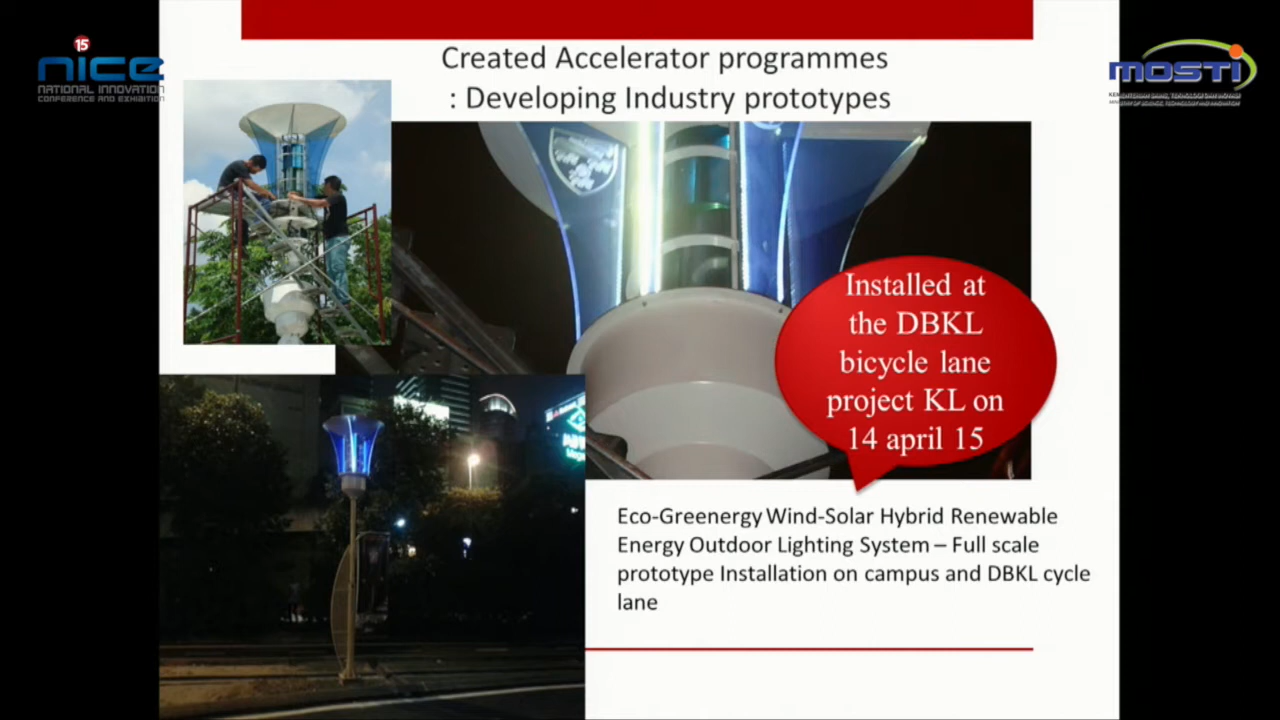 15
nice
NATIONAL INNOVATION
CONFERENCE AND EXHIBITION
MOSTI
KEMENTERIAN SAINS, TEKNOLOGI DAN INOVASI
MINISTRY OF SCIENCE, TECHNOLOGY AND INNOVATION
Created Accelerator programmes
: Developing Industry prototypes
Installed at
the DBKL
bicycle lane
project KL on
14 april 15
Eco-Greenergy Wind-Solar Hybrid Renewable
Energy Outdoor Lighting System – Full scale
prototype Installation on campus and DBKL cycle
lane